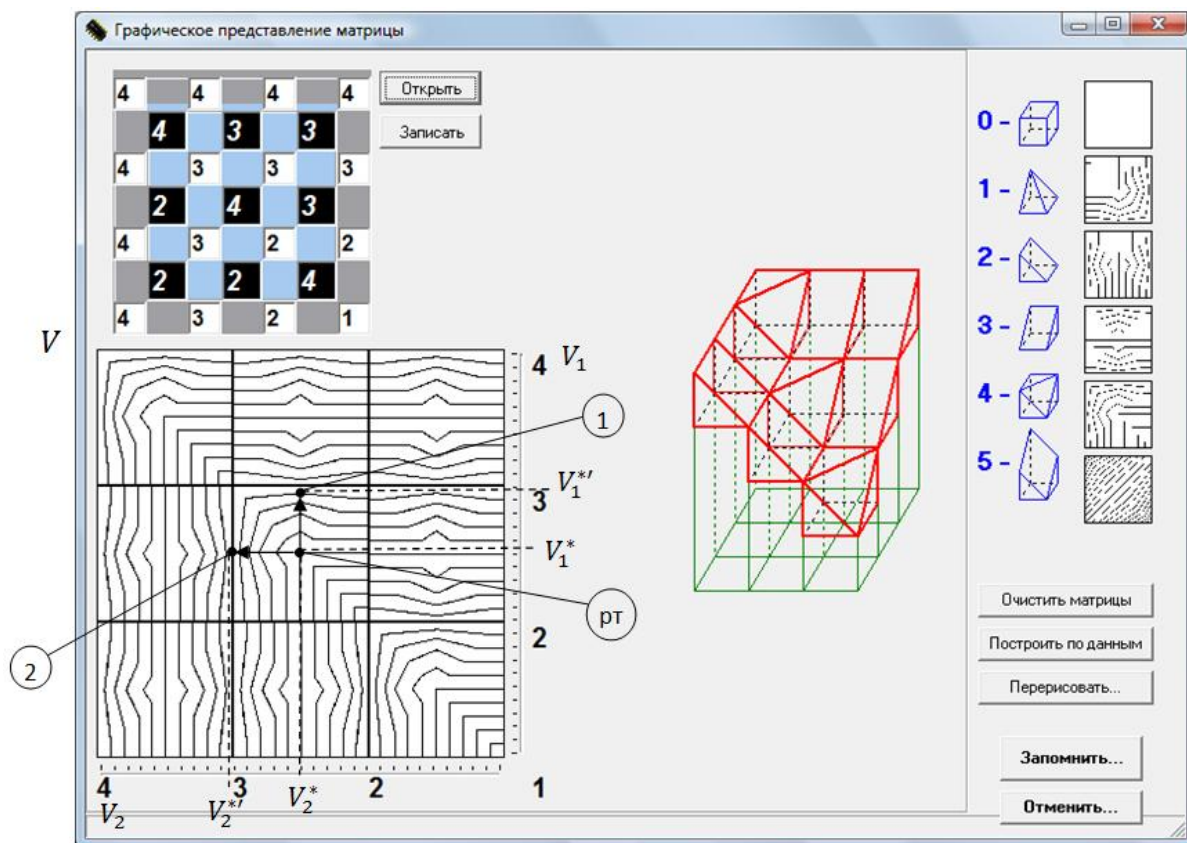 Графическое представление матрицы
4 4 4 4
4 3 3
4 3 3 3
2 4 3
4 3 2 2
2 2 4
4 3 2 1
Открыть
Записать
0 -
1 -
2 -
3 -
4 -
5 -
V
4 V₁
1
V₁*′
3
V₁*
рт
2
2
4 3 2 1
V₂ V₂*′ V₂*
Очистить матрицы
Построить по данным
Перерисовать...
Запомнить...
Отменить...